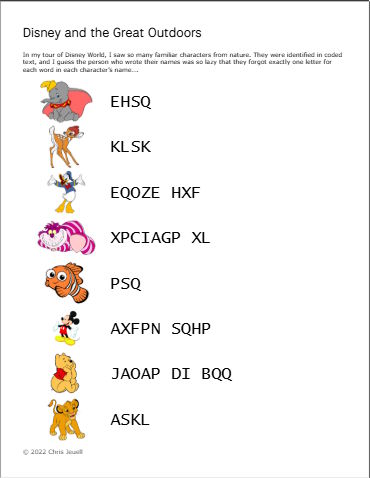 Disney and the Great Outdoors
In my tour of Disney World, I saw so many familiar characters from nature. They were identified in coded
text, and I guess the person who wrote their names was so lazy that they forgot exactly one letter for
each word in each character's name...
EHSQ
KLSK
EQOZE HXF
XPCIAGP XL
PSQ
AXFPN SQHP
JAOAP DI BQQ
ASKL
© 2022 Chris Jeuell